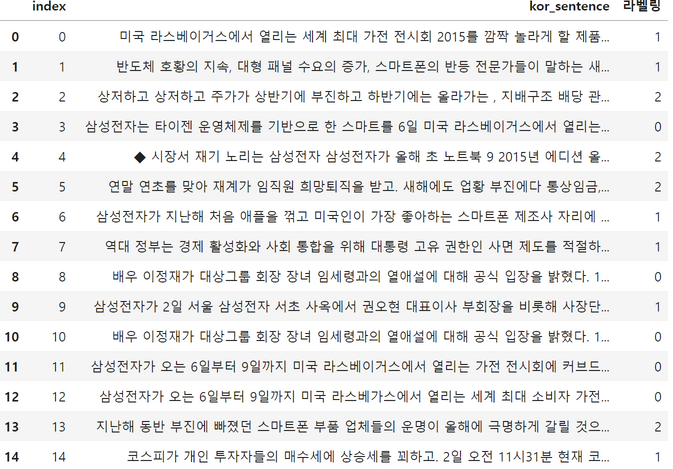 index kor_sentence 라벨링
0 0 미국 라스베이거스에서 열리는 세계 최대 가전 전시회 2015를 깜짝 놀라게 할 제품... 1
1 1 반도체 호황의 지속, 대형 패널 수요의 증가, 스마트폰의 반등 전문가들이 말하는 새... 1
2 2 상저하고 상저하고 주가가 상반기에 부진하고 하반기에는 올라가는 , 지배구조 배당 관... 2
3 3 삼성전자는 타이젠 운영체제를 기반으로 한 스마트를 6일 미국 라스베이거스에서 열리는... 0
4 4 ◆ 시장서 재기 노리는 삼성전자 삼성전자가 올해 초 노트북 9 2015년 에디션 올... 2
5 5 연말 연초를 맞아 재계가 임직원 희망퇴직을 받고. 새해에도 업황 부진에다 통상임금,... 2
6 6 삼성전자가 지난해 처음 애플을 꺾고 미국인이 가장 좋아하는 스마트폰 제조사 자리에 ... 1
7 7 역대 정부는 경제 활성화와 사회 통합을 위해 대통령 고유 권한인 사면 제도를 적절하... 1
8 8 배우 이정재가 대상그룹 회장 장녀 임세령과의 열애설에 대해 공식 입장을 밝혔다. 1... 0
9 9 삼성전자가 2일 서울 삼성전자 서초 사옥에서 권오현 대표이사 부회장을 비롯해 사장단... 1
10 10 배우 이정재가 대상그룹 회장 장녀 임세령과의 열애설에 대해 공식 입장을 밝혔다. 1... 0
11 11 삼성전자가 오는 6일부터 9일까지 미국 라스베이거스에서 열리는 가전 전시회에 커브드... 0
12 12 삼성전자가 오는 6일부터 9일까지 미국 라스베가스에서 열리는 세계 최대 소비자 가전... 0
13 13 지난해 동반 부진에 빠졌던 스마트폰 부품 업체들의 운명이 올해에 극명하게 갈릴 것으... 2
14 14 코스피가 개인 투자자들의 매수세에 상승세를 꾀하고. 2일 오전 11시31분 현재 코... 1